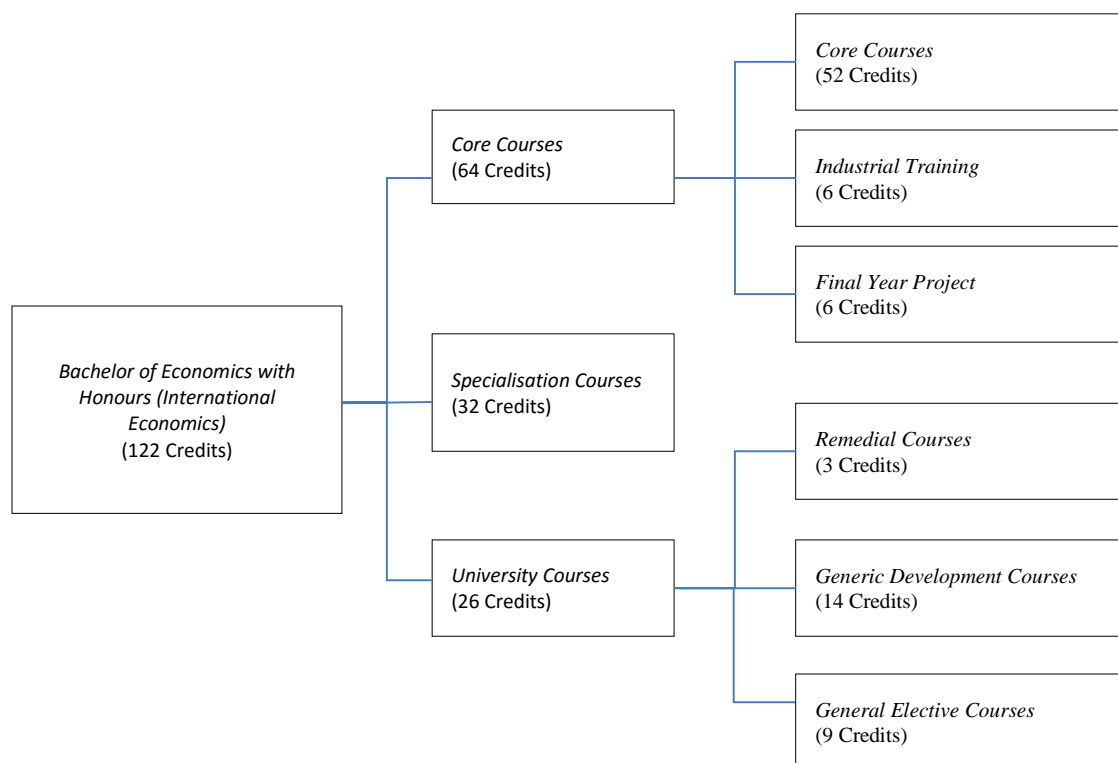 Bachelor of Economics with
Honours (International
Economics)
(122 Credits)
Core Courses
(64 Credits)
Specialisation Courses
(32 Credits)
University Courses
(26 Credits)
Core Courses
(52 Credits)
Industrial Training
(6 Credits)
Final Year Project
(6 Credits)
Remedial Courses
(3 Credits)
Generic Development Courses
(14 Credits)
General Elective Courses
(9 Credits)